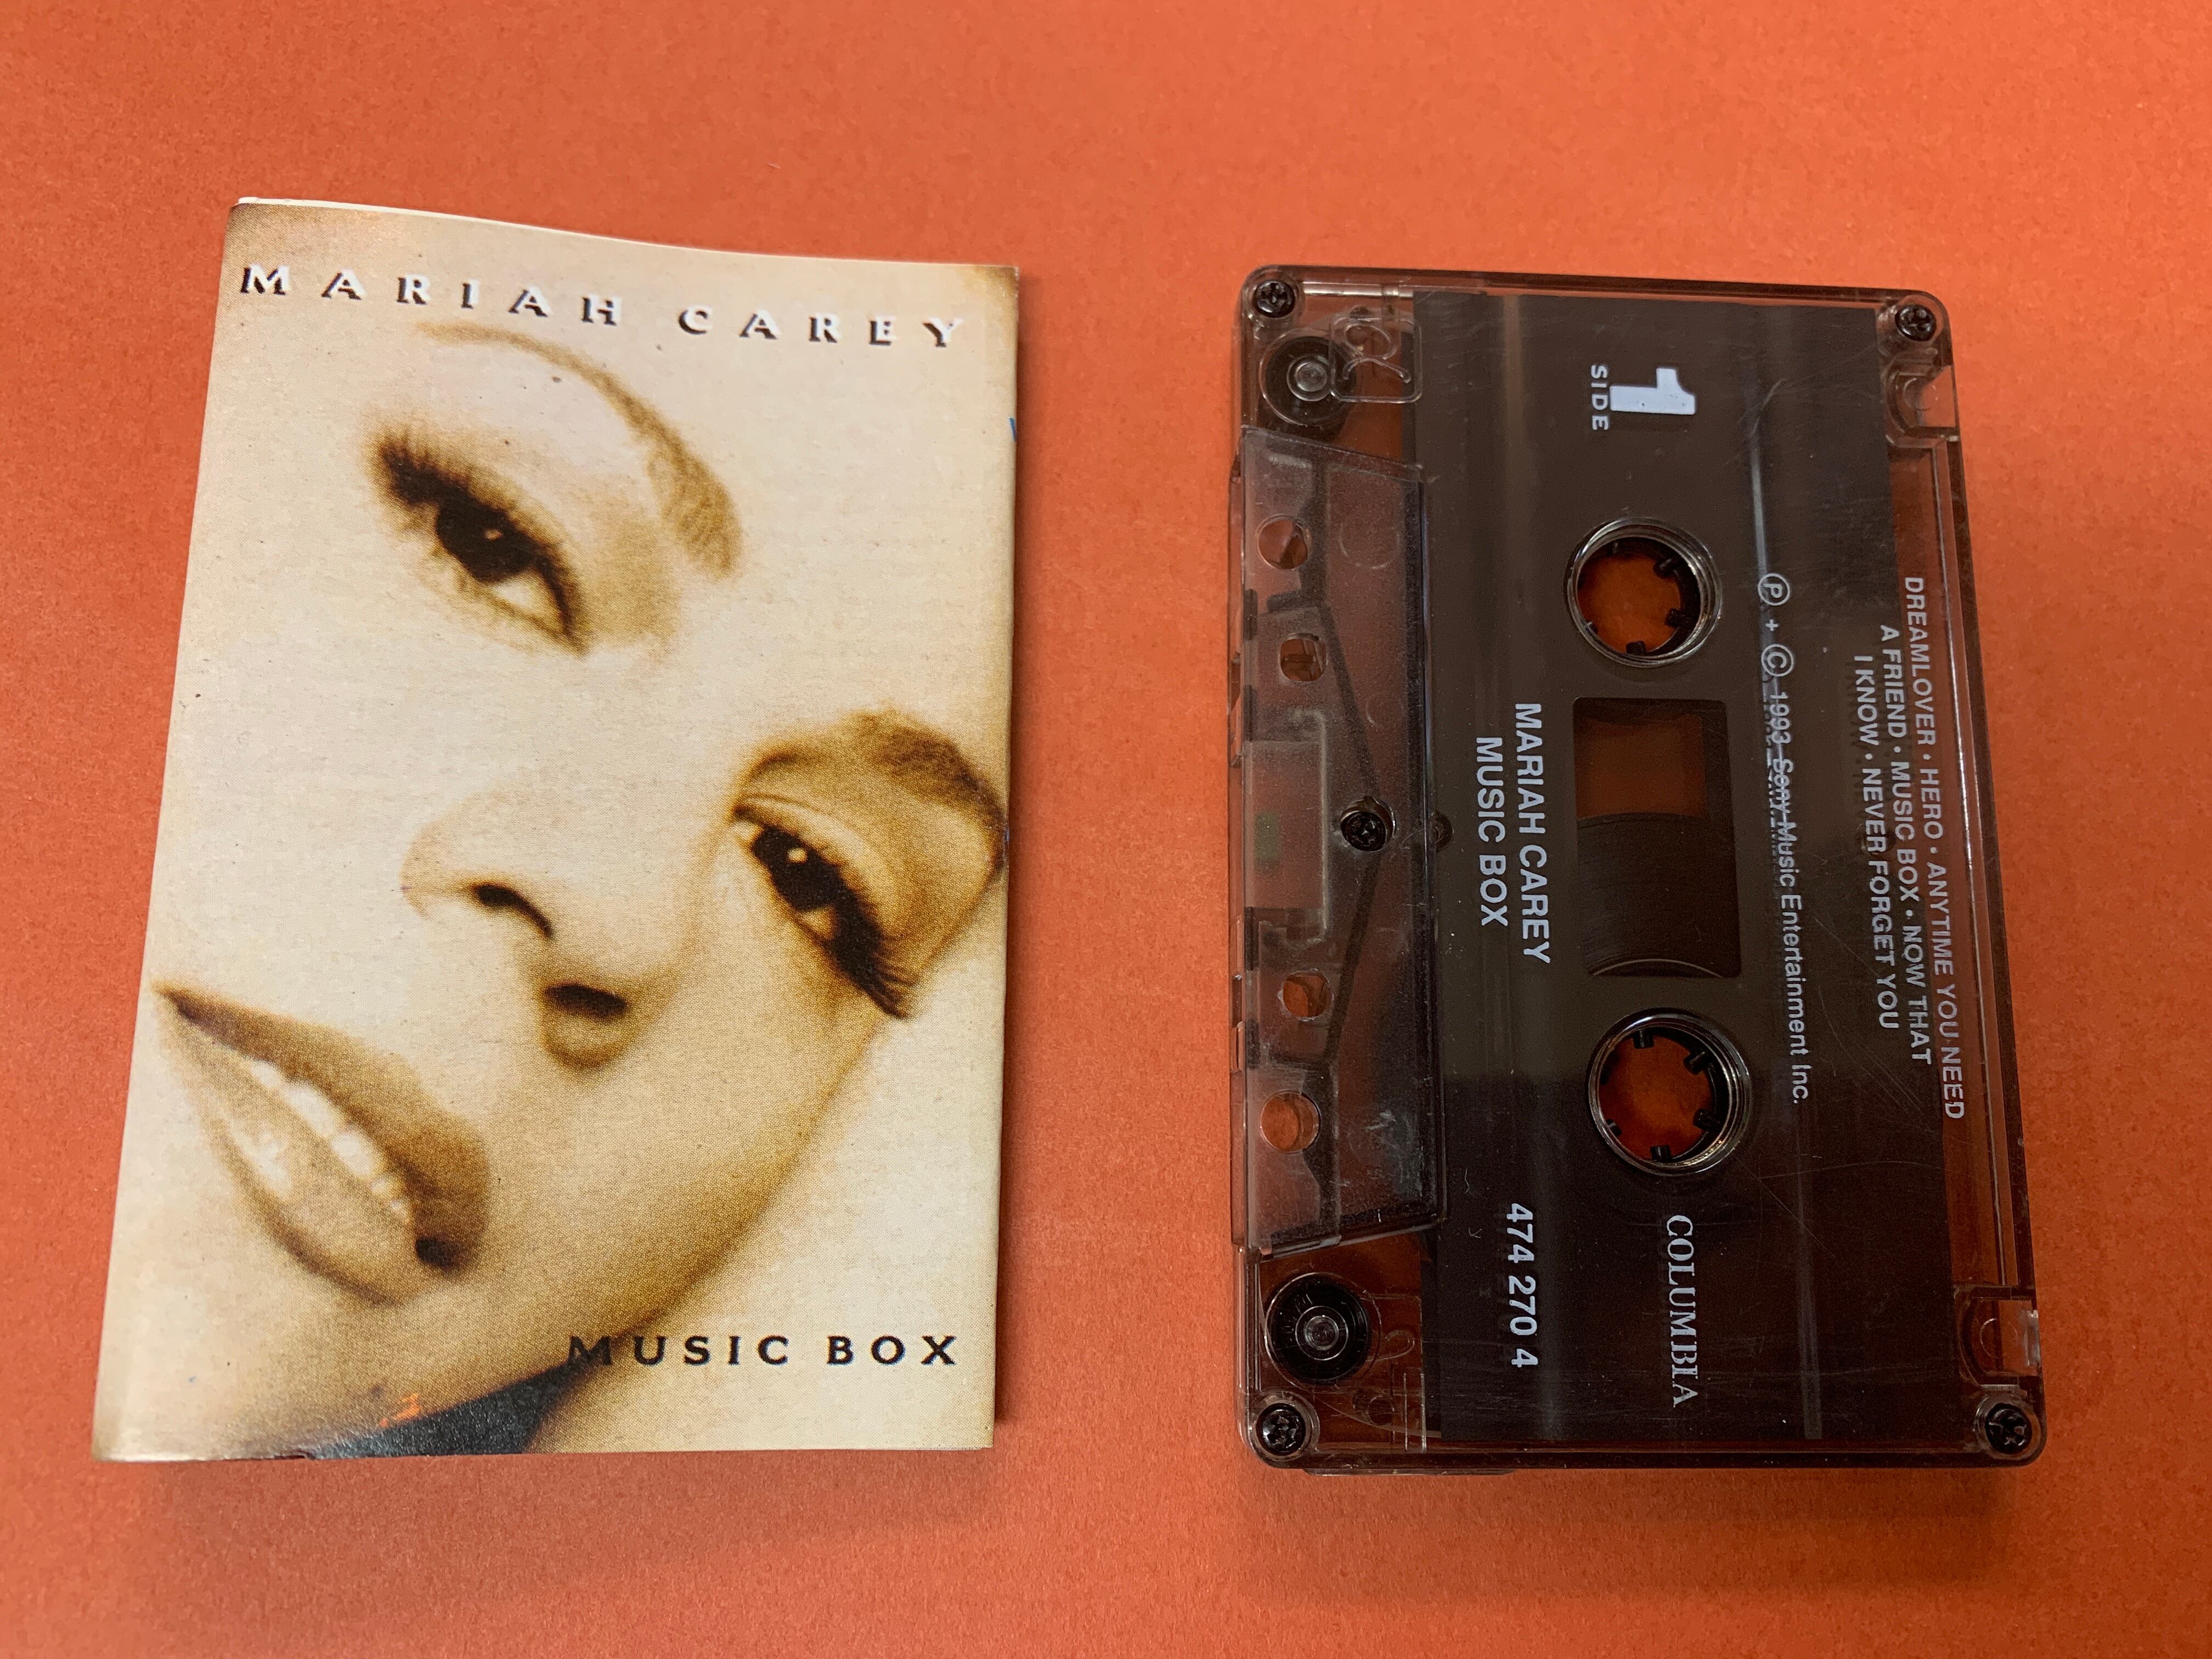 MARIAH CAREY
MUSIC BOX
1
SIDE
DREAMLOVER • HERO • ANYTIME YOU NEED
A FRIEND • MUSIC BOX • NOW THAT
I KNOW • NEVER FORGET YOU
Ⓟ + © 1993 Sony Music Entertainment Inc.
COLUMBIA
MARIAH CAREY
MUSIC BOX
474 270 4